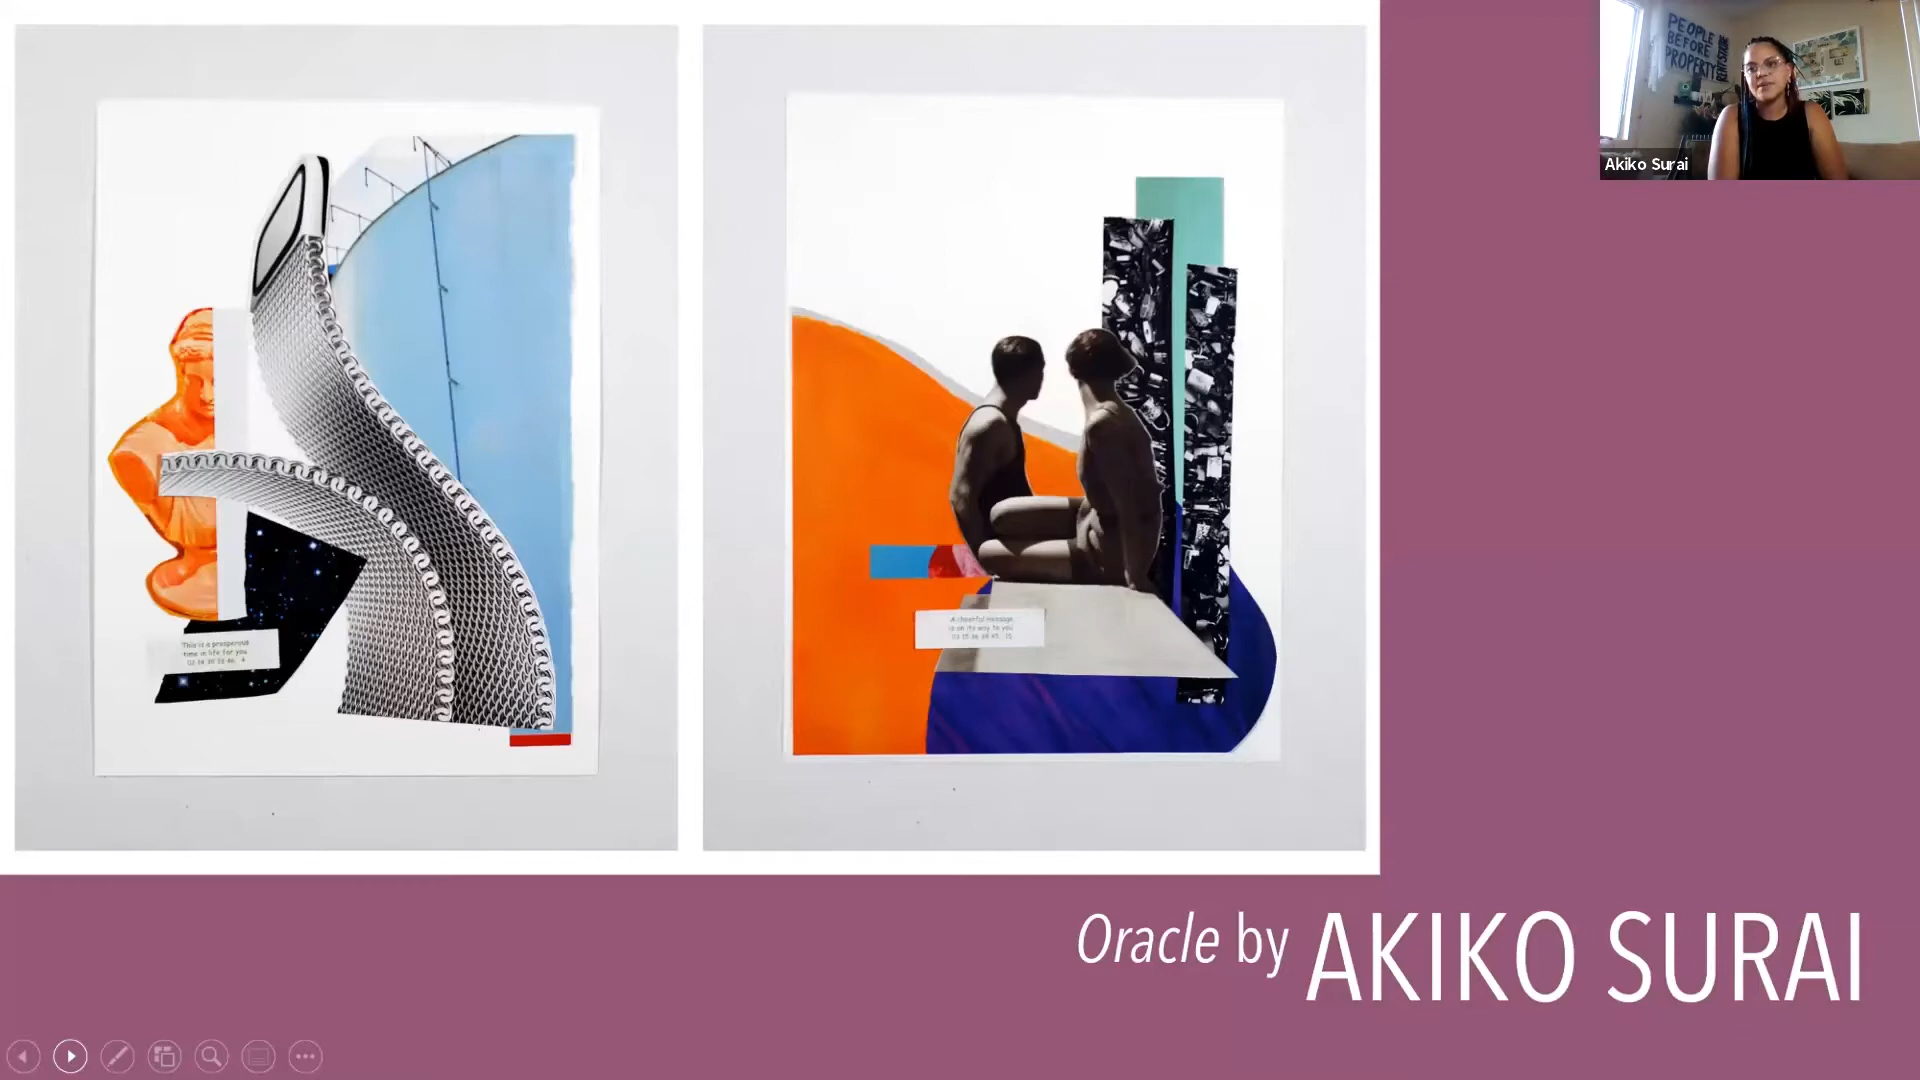 PEOPLE
BEFORE
PROPERTY
Akiko Surai
This is a prosperous
time in life for you
A cheerful message
is on its way to you
Oracle by AKIKO SURAI